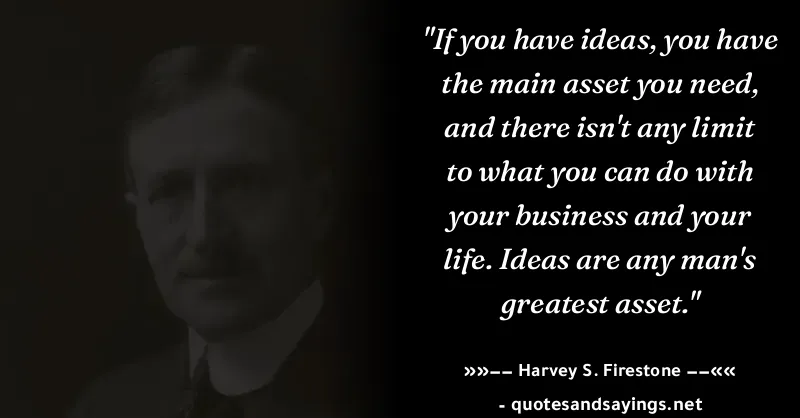 "If you have ideas, you have
the main asset you need,
and there isn't any limit
to what you can do with
your business and your
life. Ideas are any man's
greatest asset."
»»−− Harvey S. Firestone −−««
- quotesandsayings.net